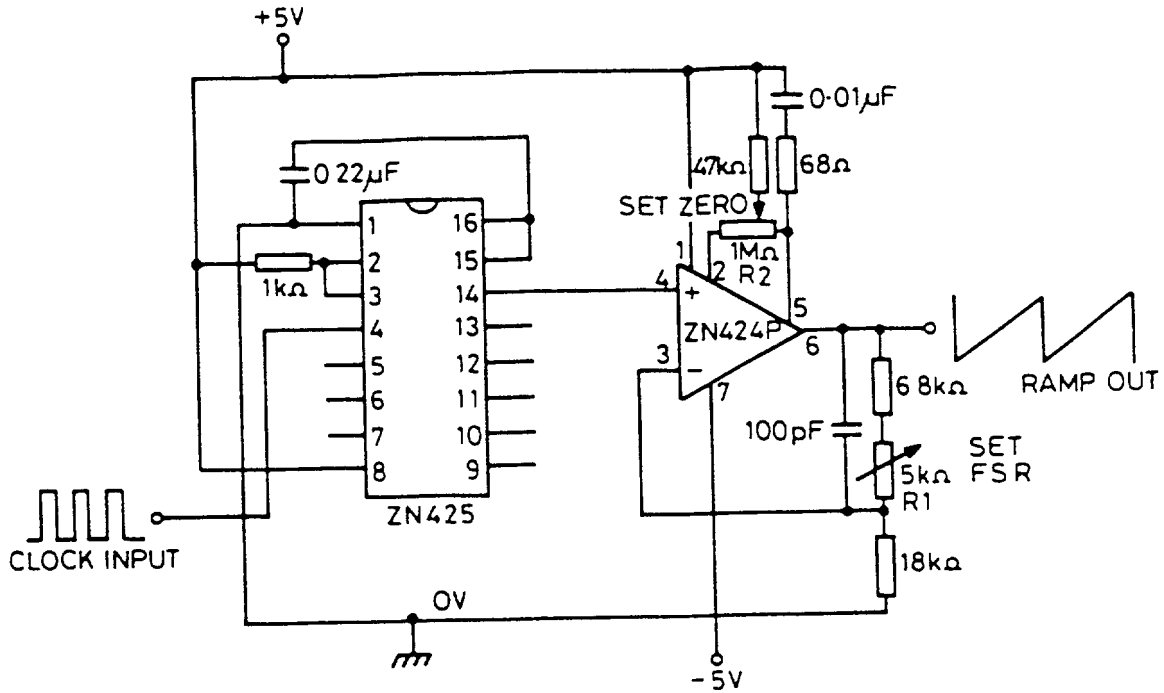 +5V
0.01µF
0.22µF
47kΩ
68Ω
SET ZERO
1MΩ
R2
1
2
3
4
5
6
7
8
16
15
14
13
12
11
10
9
1kΩ
ZN425
1
2
4
+
3
-
5
6
7
ZN424P
RAMP OUT
6 8kΩ
100pF
SET
FSR
5kΩ
R1
18kΩ
CLOCK INPUT
0V
-5V